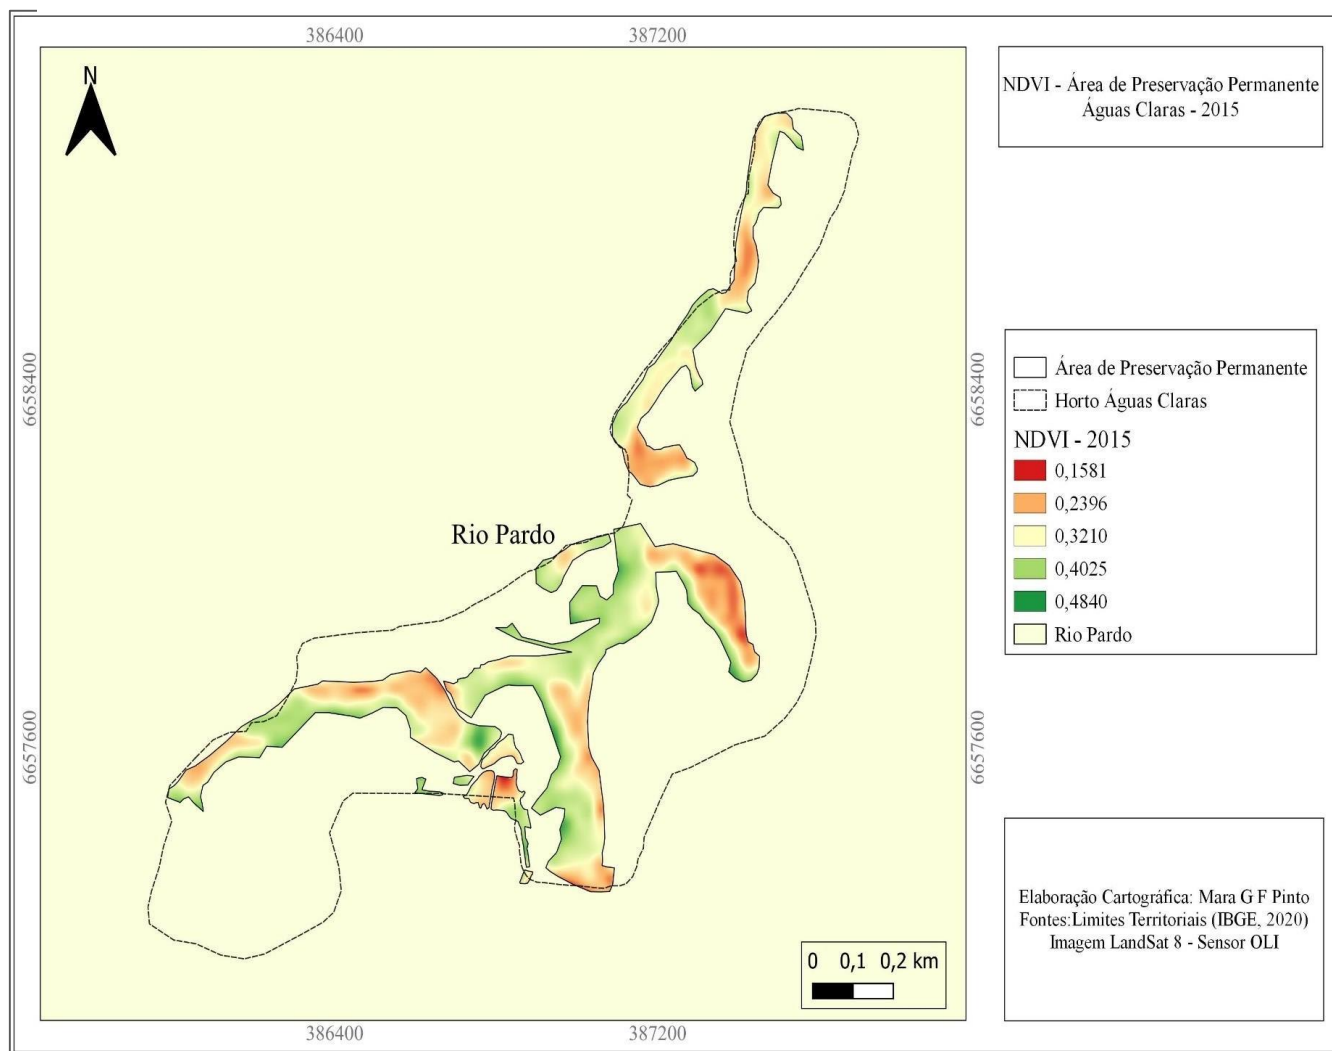 386400
387200
N
NDVI - Área de Preservação Permanente
Águas Claras - 2015
6658400
6658400
Área de Preservação Permanente
Horto Águas Claras
NDVI - 2015
0,1581
0,2396
0,3210
0,4025
0,4840
Rio Pardo
Rio Pardo
6657600
6657600
Elaboração Cartográfica: Mara G F Pinto
Fontes:Limites Territoriais (IBGE, 2020)
Imagem LandSat 8 - Sensor OLI
0 0,1 0,2 km
386400
387200